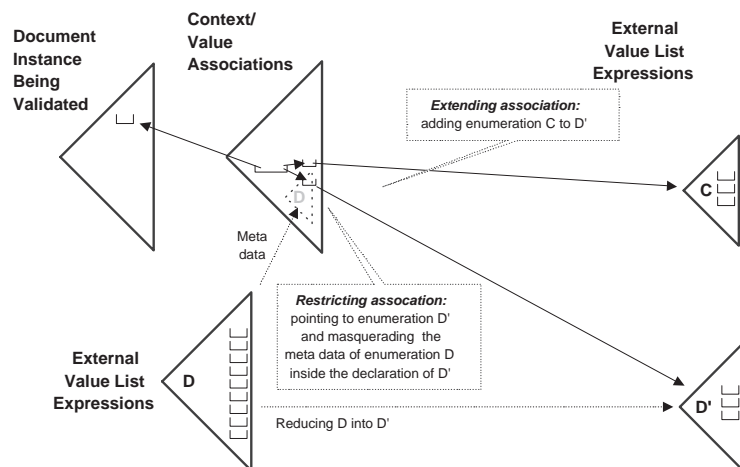 Document
Instance
Being
Validated
Context/
Value
Associations
External
Value List
Expressions
Extending association:
adding enumeration C to D'
C
D
Meta
data
Restricting assocation:
pointing to enumeration D'
and masquerading the
meta data of enumeration D
inside the declaration of D'
External
Value List
Expressions
D
D'
Reducing D into D'